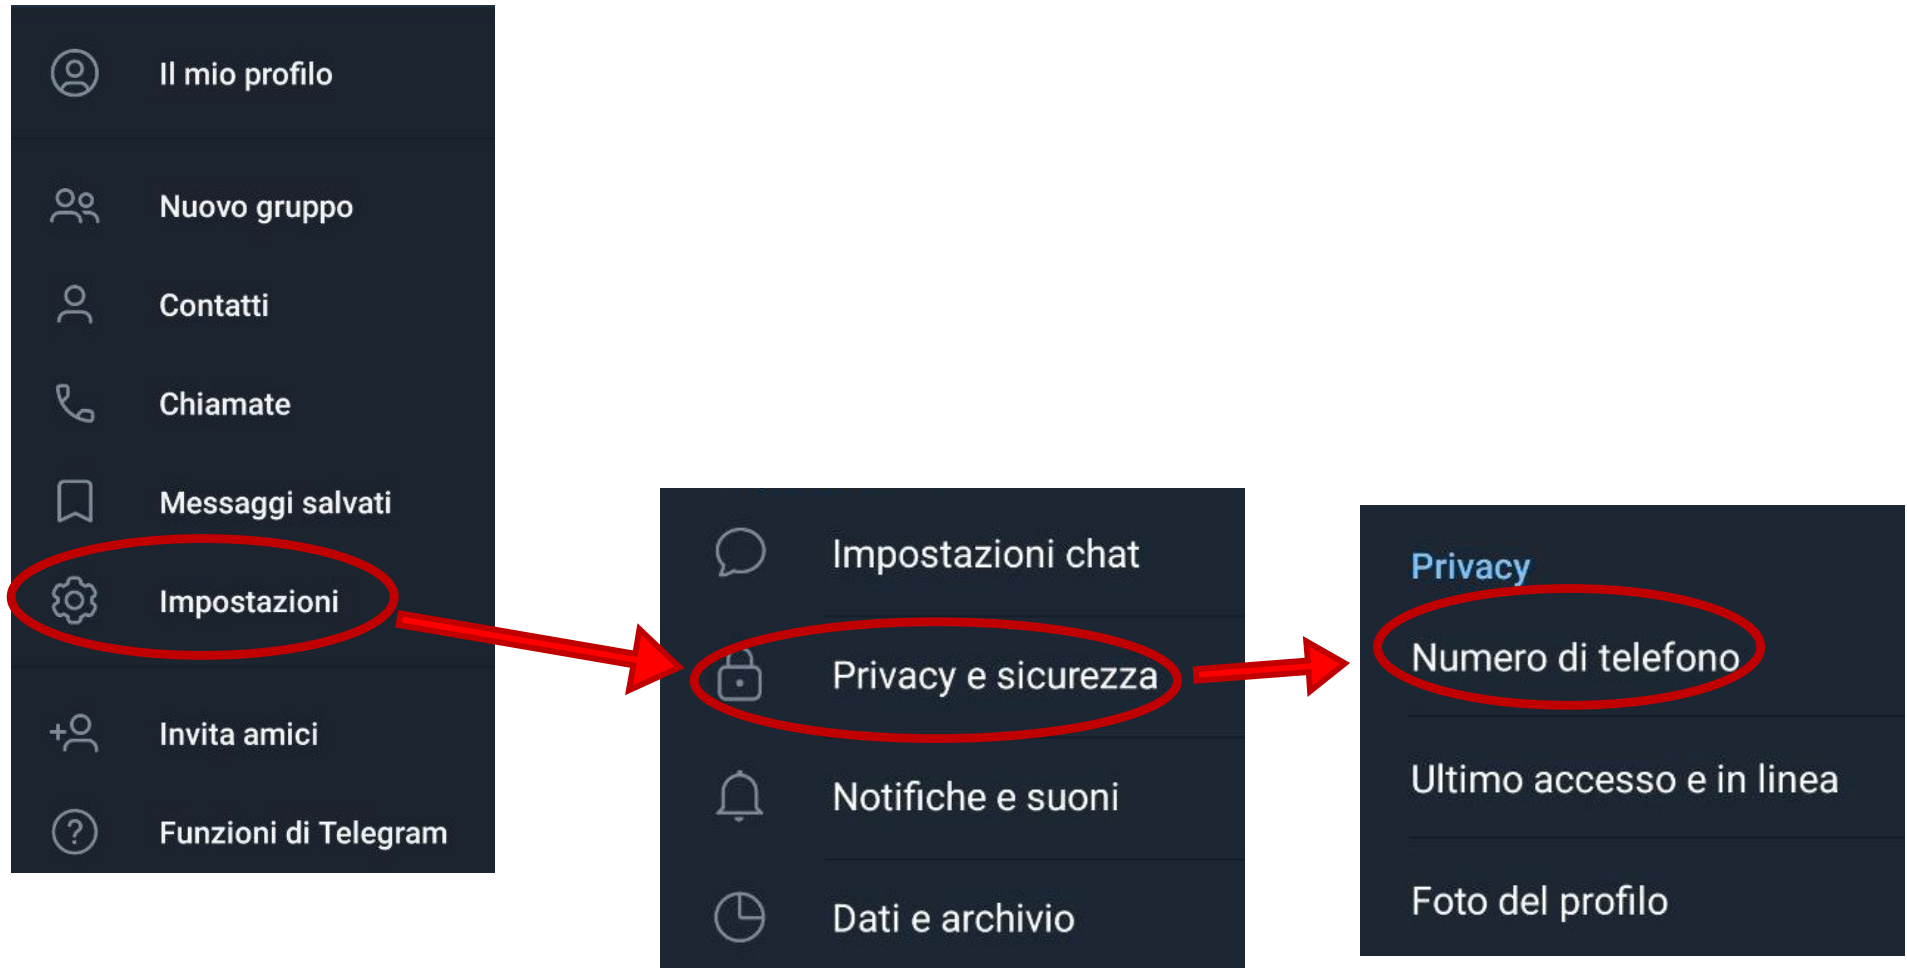 Il mio profilo
Nuovo gruppo
Contatti
Chiamate
Messaggi salvati
Impostazioni
Invita amici
Funzioni di Telegram
Impostazioni chat
Privacy e sicurezza
Notifiche e suoni
Dati e archivio
Privacy
Numero di telefono
Ultimo accesso e in linea
Foto del profilo